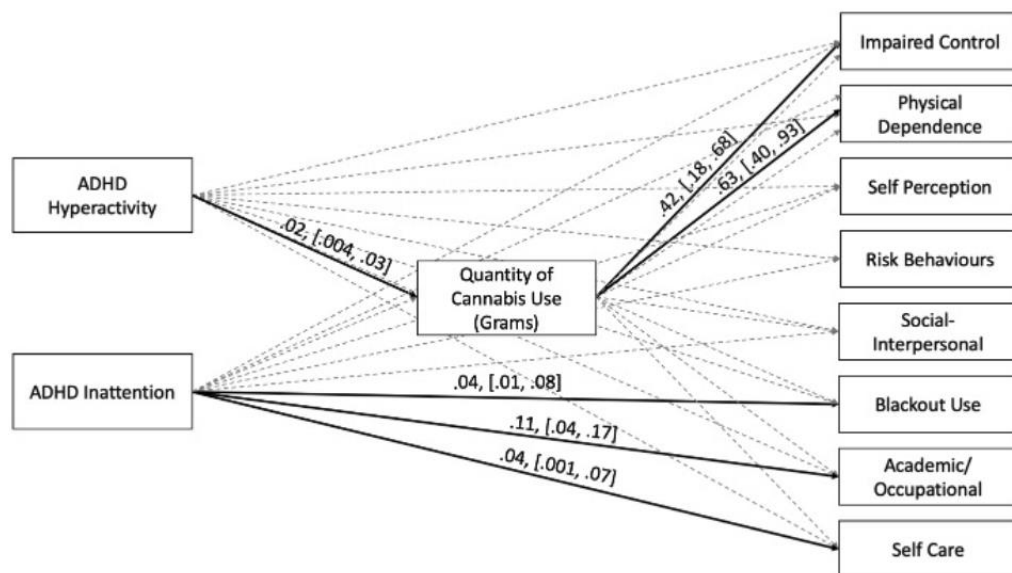 Impaired Control
Physical
Dependence
ADHD
Hyperactivity
.42, [.18, .68]
.63, [.40, .93]
Self Perception
.02, [.004, .03]
Risk Behaviours
Quantity of
Cannabis Use
(Grams)
Social-
Interpersonal
ADHD Inattention
.04, [.01, .08]
Blackout Use
.11, [.04, .17]
.04, [.001, .07]
Academic/
Occupational
Self Care